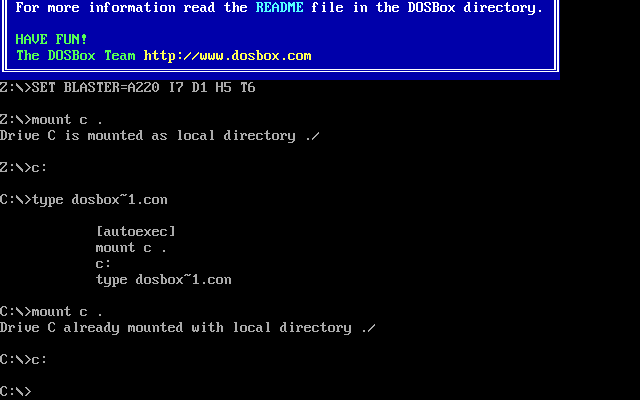 For more information read the README file in the DOSBox directory.
HAVE FUN!
The DOSBox Team http://www.dosbox.com
Z:\>SET BLASTER=A220 I7 D1 H5 T6
Z:\>mount c .
Drive C is mounted as local directory ./
Z:\>c:
C:\>type dosbox~1.con
[autoexec]
mount c .
c:
type dosbox~1.con
C:\>mount c .
Drive C already mounted with local directory ./
C:\>c:
C:\>